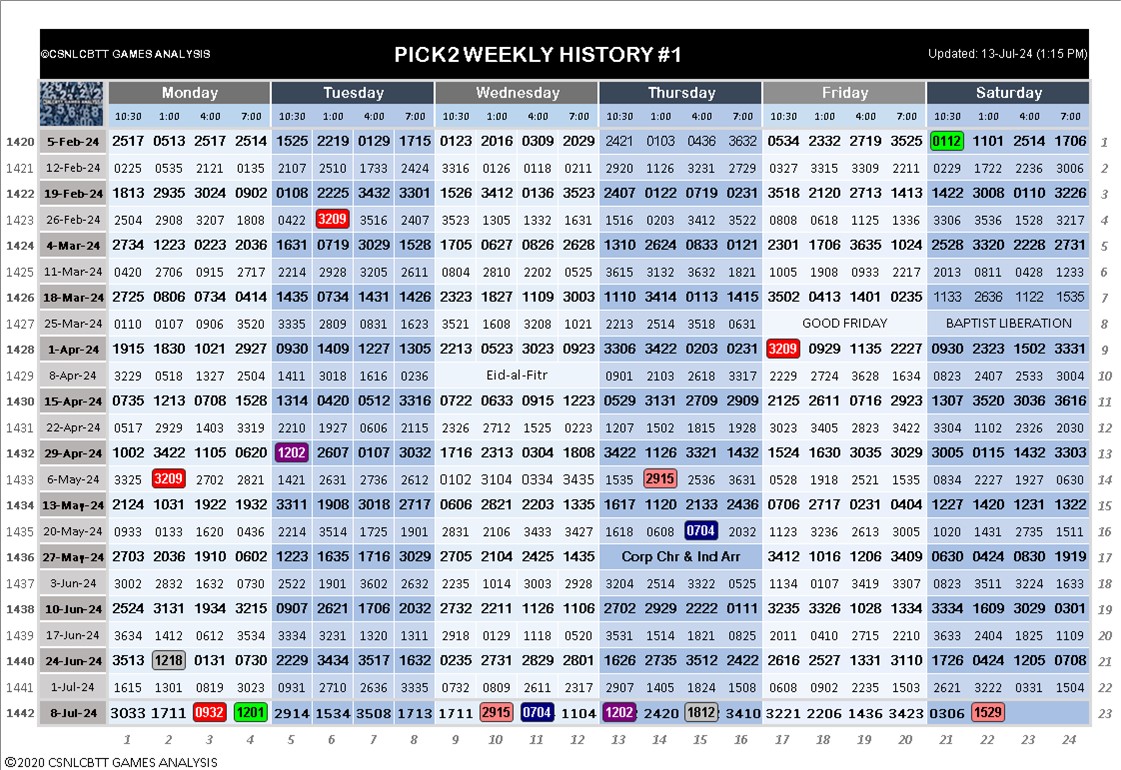 ©CSNLCBTT GAMES ANALYSIS PICK2 WEEKLY HISTORY #1 Updated: 13-Jul-24 (1:15 PM)
Monday Tuesday Wednesday Thursday Friday Saturday
10:30 1:00 4:00 7:00 10:30 1:00 4:00 7:00 10:30 1:00 4:00 7:00 10:30 1:00 4:00 7:00 10:30 1:00 4:00 7:00 10:30 1:00 4:00 7:00
1420 5-Feb-24 2517 0513 2517 2514 1525 2219 0129 1715 0123 2016 0309 2029 2421 0103 0436 3632 0534 2332 2719 3525 0112 1101 2514 1706 1
1421 12-Feb-24 0225 0535 2121 0135 2107 2510 1733 2424 3316 0126 0118 0211 2920 1126 3231 2729 0327 3315 3309 2211 0229 1722 2236 3006 2
1422 19-Feb-24 1813 2935 3024 0902 0108 2225 3432 3301 1526 3412 0136 3523 2407 0122 0719 0231 3518 2120 2713 1413 1422 3008 0110 3226 3
1423 26-Feb-24 2504 2908 3207 1808 0422 3209 3516 2407 3523 1305 1332 1631 1516 0203 3412 3522 1808 0618 1125 1336 3306 3536 1528 3217 4
1424 4-Mar-24 2734 1223 0223 2036 1631 0719 3029 1528 1705 0627 0826 2628 1310 2624 0833 0121 2301 1706 3635 1024 2528 3320 2228 2731 5
1425 11-Mar-24 0420 2706 0915 2717 2214 2928 3205 2611 0804 2810 2202 0525 3615 3132 3632 1821 1005 1908 0933 2217 2013 0811 0428 1233 6
1426 18-Mar-24 2725 0806 0734 0414 1435 0734 1431 1426 2323 1827 1109 3003 1110 3414 0113 1415 3502 0413 1401 0235 1133 2636 1122 1535 7
1427 25-Mar-24 0110 0107 0906 3520 3335 2809 0831 1623 3521 1608 3208 1021 2213 2514 3518 0631 GOOD FRIDAY BAPTIST LIBERATION 8
1428 1-Apr-24 1915 1830 1021 2927 0930 1409 1227 1305 2213 0523 3023 0923 3306 3422 0203 0231 3209 0929 1135 2227 0930 2323 1502 3331 9
1429 8-Apr-24 3229 0518 1327 2504 1411 3018 1616 0236 Eid-al-Fitr 0901 2103 2618 3317 2229 2724 3628 1634 0823 2407 2533 3004 10
1430 15-Apr-24 0735 1213 0708 1528 1314 0420 0512 3316 0722 0633 0915 1223 0529 3131 2709 2909 2125 2611 0716 2923 1307 3520 3036 3616 11
1431 22-Apr-24 0517 2929 1403 3319 2210 1927 0606 2115 2326 2712 1525 0223 1207 1502 1815 1928 3023 3405 2823 3422 3304 1102 2326 2030 12
1432 29-Apr-24 1002 3422 1105 0620 1202 2607 0107 3032 1716 2313 0304 1808 3422 1126 3321 1432 1524 1630 3035 3029 3005 0115 1432 3303 13
1433 6-May-24 3325 3209 2702 2821 1421 2631 2736 2612 0102 3104 0334 3435 1535 2915 2536 3631 0528 1918 2521 1535 0834 2227 1927 0630 14
1434 13-May-24 2124 1031 1922 1932 3311 1908 3018 2717 0606 2821 2203 1335 1617 1120 2133 2436 0706 2717 0231 0404 1227 1420 1231 1322 15
1435 20-May-24 0933 0133 1620 0436 2214 3514 1725 1901 2831 2106 3433 3427 1618 0608 0704 2032 1123 3236 2613 3005 1020 1431 2735 1511 16
1436 27-May-24 2703 2036 1910 0602 1223 1635 1716 3029 2705 2104 2425 1435 Corp Chr & Ind Arr 3412 1016 1206 3409 0630 0424 0830 1919 17
1437 3-Jun-24 3002 2832 1632 0730 2522 1901 3602 2632 2235 1014 3003 2928 3204 2514 3322 0525 1134 0107 3419 3307 0823 3511 3224 1633 18
1438 10-Jun-24 2524 3131 1934 3215 0907 2621 1706 2032 2732 2211 1126 1106 2702 2929 2222 0111 3235 3326 1028 1334 3334 1609 3029 0301 19
1439 17-Jun-24 3634 1412 0612 3534 3334 3231 1320 1311 2918 0129 1118 0520 3531 1514 1821 0825 2011 0410 2715 2210 3633 2404 1825 1109 20
1440 24-Jun-24 3513 1218 0131 0730 2229 3434 3517 1632 0235 2731 2829 2801 1626 2735 3512 2422 2616 2527 1331 3110 1726 0424 1205 0708 21
1441 1-Jul-24 1615 1301 0819 3023 0931 2710 2636 3335 0732 0809 2611 2317 2907 1405 1824 1508 0608 0902 2235 1503 2621 3222 0331 1504 22
1442 8-Jul-24 3033 1711 0932 1201 2914 1534 3508 1713 1711 2915 0704 1104 1202 2420 1812 3410 3221 2206 1436 3423 0306 1529 23
1 2 3 4 5 6 7 8 9 10 11 12 13 14 15 16 17 18 19 20 21 22 23 24
©2020 CSNLCBTT GAMES ANALYSIS